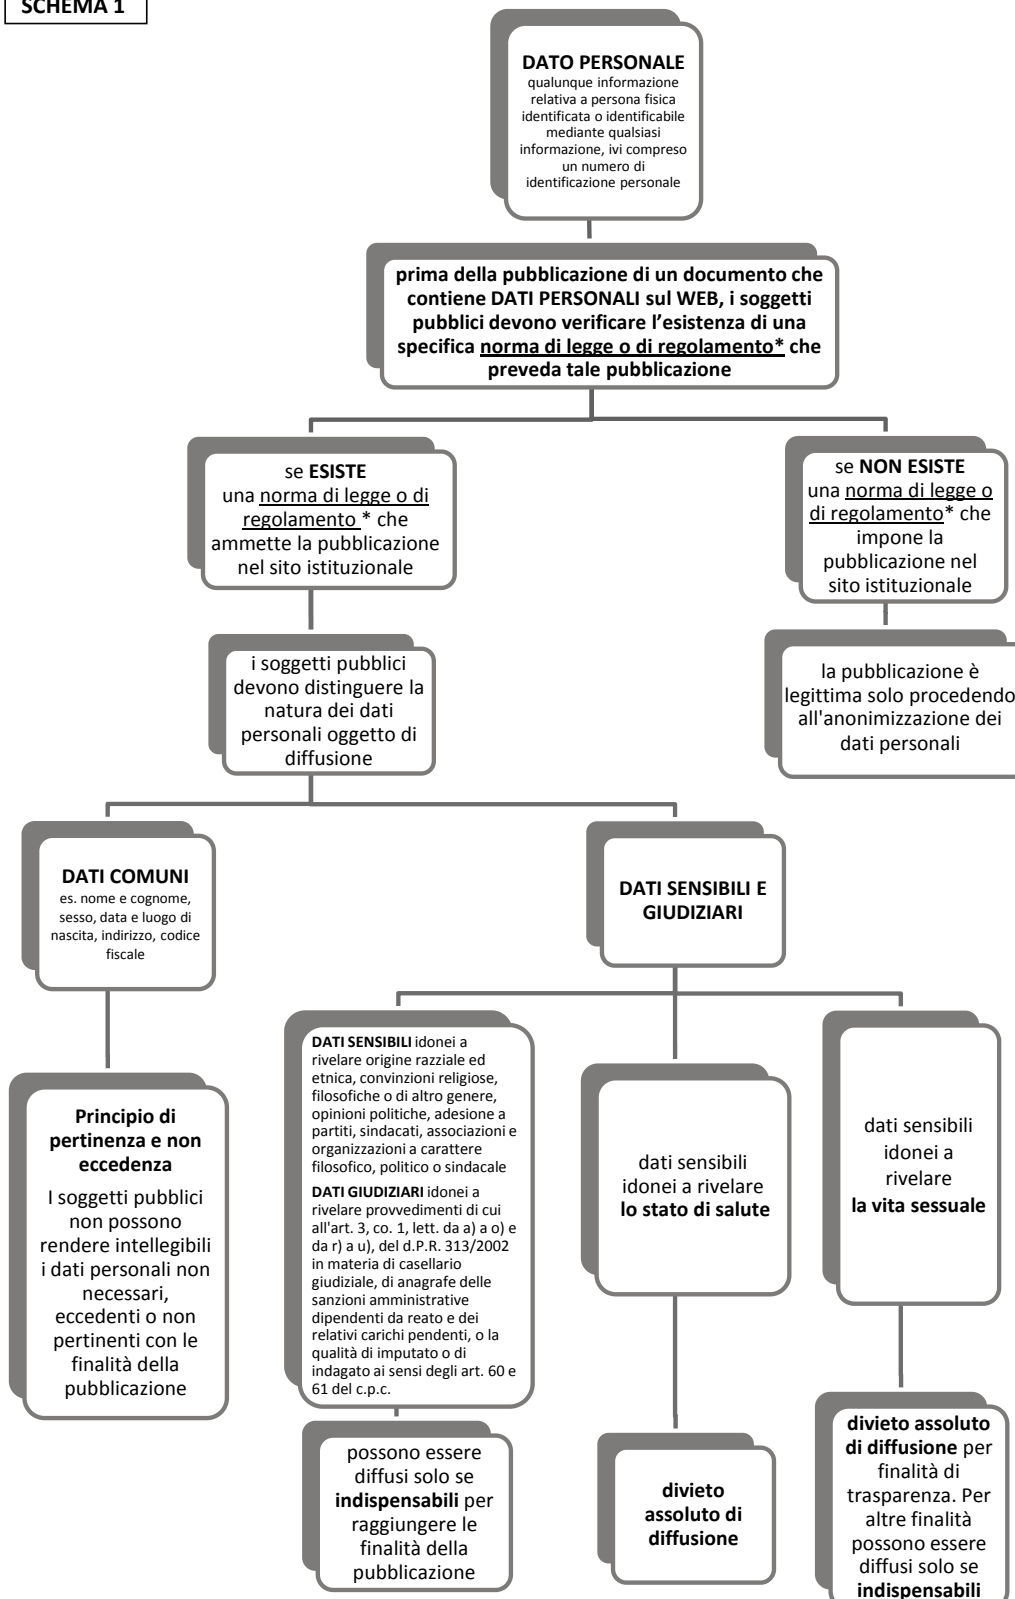 SCHEMA 1
DATO PERSONALE
qualunque informazione
relativa a persona fisica
identificata o identificabile
mediante qualsiasi
informazione, ivi compreso
un numero di
identificazione personale
prima della pubblicazione di un documento che
contiene DATI PERSONALI sul WEB, i soggetti
pubblici devono verificare l’esistenza di una
specifica norma di legge o di regolamento* che
preveda tale pubblicazione
se ESISTE
una norma di legge o di
regolamento * che
ammette la pubblicazione
nel sito istituzionale
se NON ESISTE
una norma di legge o
di regolamento* che
impone la
pubblicazione nel
sito istituzionale
i soggetti pubblici
devono distinguere la
natura dei dati
personali oggetto di
diffusione
la pubblicazione è
legittima solo procedendo
all'anonimizzazione dei
dati personali
DATI COMUNI
es. nome e cognome,
sesso, data e luogo di
nascita, indirizzo, codice
fiscale
DATI SENSIBILI E
GIUDIZIARI
Principio di
pertinenza e non
eccedenza
I soggetti pubblici
non possono
rendere intellegibili
i dati personali non
necessari,
eccedenti o non
pertinenti con le
finalità della
pubblicazione
DATI SENSIBILI idonei a
rivelare origine razziale ed
etnica, convinzioni religiose,
filosofiche o di altro genere,
opinioni politiche, adesione a
partiti, sindacati, associazioni e
organizzazioni a carattere
filosofico, politico o sindacale
DATI GIUDIZIARI idonei a
rivelare provvedimenti di cui
all'art. 3, co. 1, lett. da a) a o) e
da r) a u), del d.P.R. 313/2002
in materia di casellario
giudiziale, di anagrafe delle
sanzioni amministrative
dipendenti da reato e dei
relativi carichi pendenti, o la
qualità di imputato o di
indagato ai sensi degli art. 60 e
61 del c.p.c.
dati sensibili
idonei a rivelare
lo stato di salute
dati sensibili
idonei a
rivelare
la vita sessuale
possono essere
diffusi solo se
indispensabili per
raggiungere le
finalità della
pubblicazione
divieto
assoluto di
diffusione
divieto assoluto
di diffusione per
finalità di
trasparenza. Per
altre finalità
possono essere
diffusi solo se
indispensabili